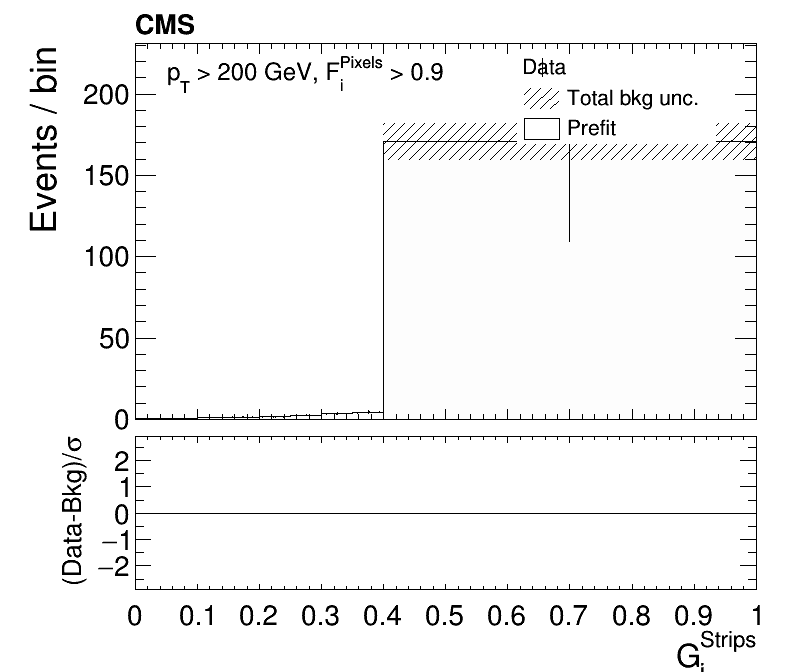 CMS
p_T > 200 GeV, F_i^Pixels > 0.9
Data
Total bkg unc.
Prefit
Events / bin
200
150
100
50
0
(Data-Bkg)/σ
2
1
0
−1
−2
0 0.1 0.2 0.3 0.4 0.5 0.6 0.7 0.8 0.9 1
G_i^Strips